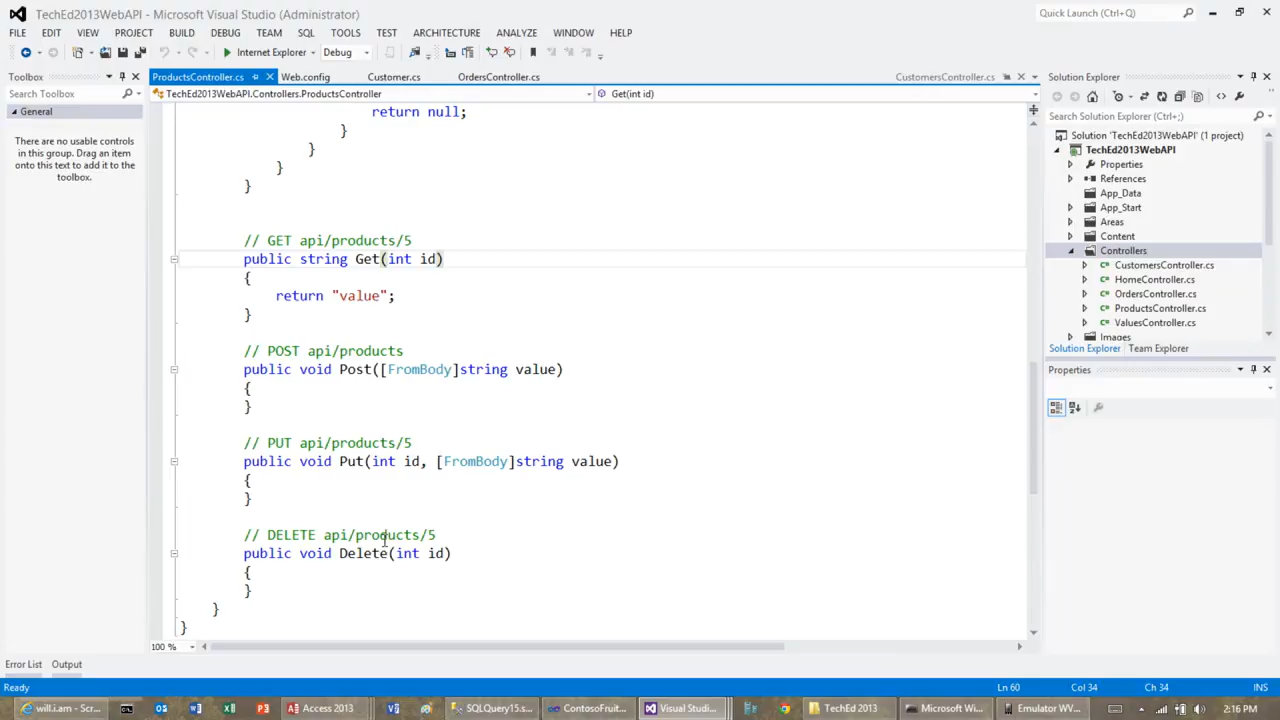 TechEd2013WebAPI - Microsoft Visual Studio (Administrator)
Quick Launch (Ctrl+Q)
FILE EDIT VIEW PROJECT BUILD DEBUG TEAM SQL TOOLS TEST ARCHITECTURE ANALYZE WINDOW HELP
Internet Explorer Debug
Toolbox
Search Toolbox
General
There are no usable controls
in this group. Drag an item
onto this text to add it to the
toolbox.
ProductsController.cs Web.config Customer.cs OrdersController.cs CustomersController.cs
TechEd2013WebAPI.Controllers.ProductsController Get(int id)
return null;
}
}
}
}
// GET api/products/5
public string Get(int id)
{
return "value";
}
// POST api/products
public void Post([FromBody]string value)
{
}
// PUT api/products/5
public void Put(int id, [FromBody]string value)
{
}
// DELETE api/products/5
public void Delete(int id)
{
}
}
}
100 %
Solution Explorer
Search Solution Explorer (Ctrl+;)
Solution 'TechEd2013WebAPI' (1 project)
TechEd2013WebAPI
Properties
References
App_Data
App_Start
Areas
Content
Controllers
CustomersController.cs
HomeController.cs
OrdersController.cs
ProductsController.cs
ValuesController.cs
Images
Solution Explorer Team Explorer
Properties
Error List Output
Ready Ln 60 Col 34 Ch 34 INS
will.i.am - Scr... Access 2013 SQLQuery15.s... ContosoFruit... Visual Studi... TechEd 2013 Microsoft Wi... Emulator WV... 2:16 PM